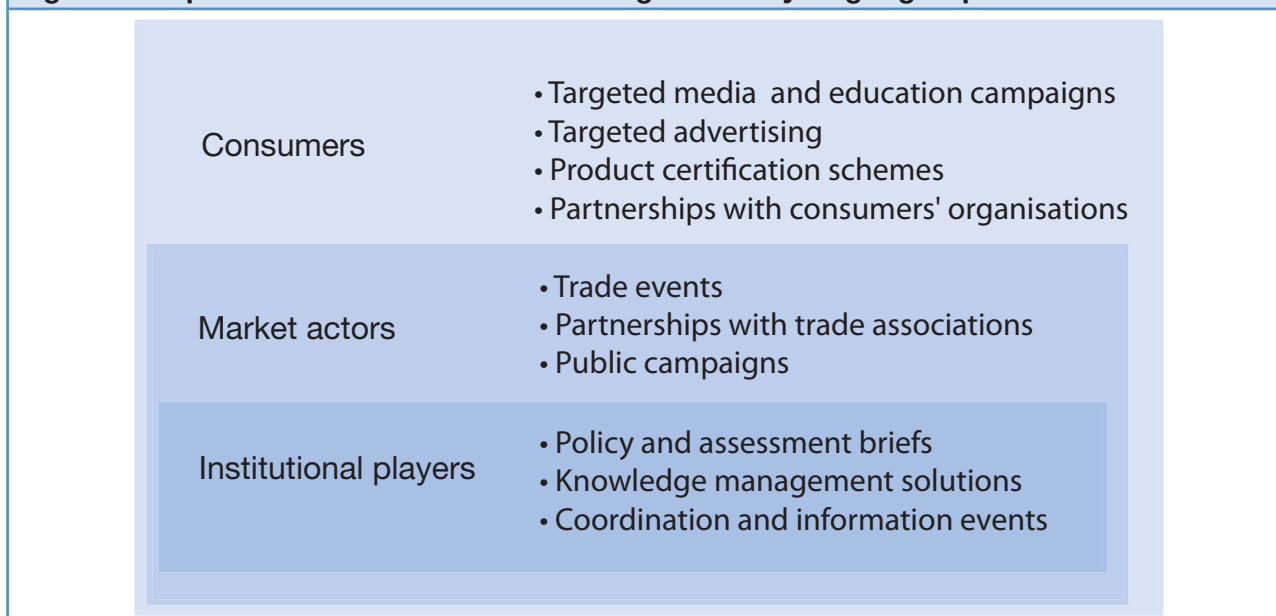 Consumers
• Targeted media and education campaigns
• Targeted advertising
• Product certification schemes
• Partnerships with consumers' organisations
Market actors
• Trade events
• Partnerships with trade associations
• Public campaigns
Institutional players
• Policy and assessment briefs
• Knowledge management solutions
• Coordination and information events